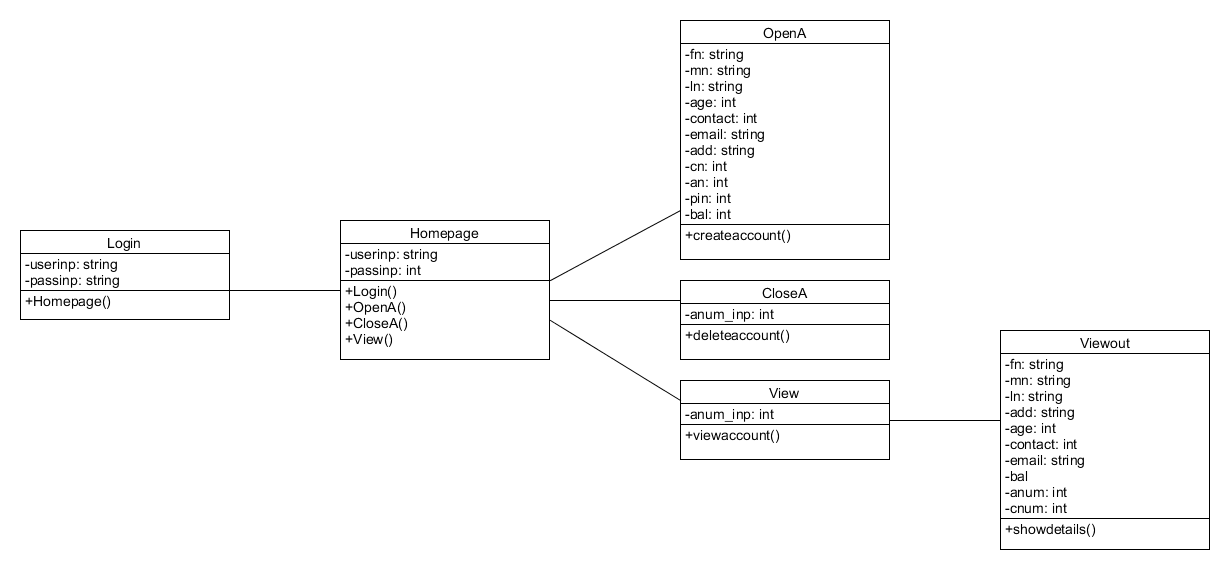 Login
-userinp: string
-passinp: string
+Homepage()
Homepage
-userinp: string
-passinp: int
+Login()
+OpenA()
+CloseA()
+View()
OpenA
-fn: string
-mn: string
-ln: string
-age: int
-contact: int
-email: string
-add: string
-cn: int
-an: int
-pin: int
-bal: int
+createaccount()
CloseA
-anum_inp: int
+deleteaccount()
View
-anum_inp: int
+viewaccount()
Viewout
-fn: string
-mn: string
-ln: string
-add: string
-age: int
-contact: int
-email: string
-bal
-anum: int
-cnum: int
+showdetails()